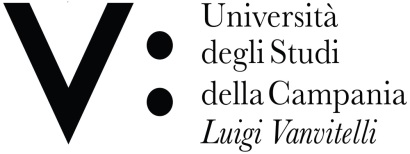 V:
Università
degli Studi
della Campania
Luigi Vanvitelli